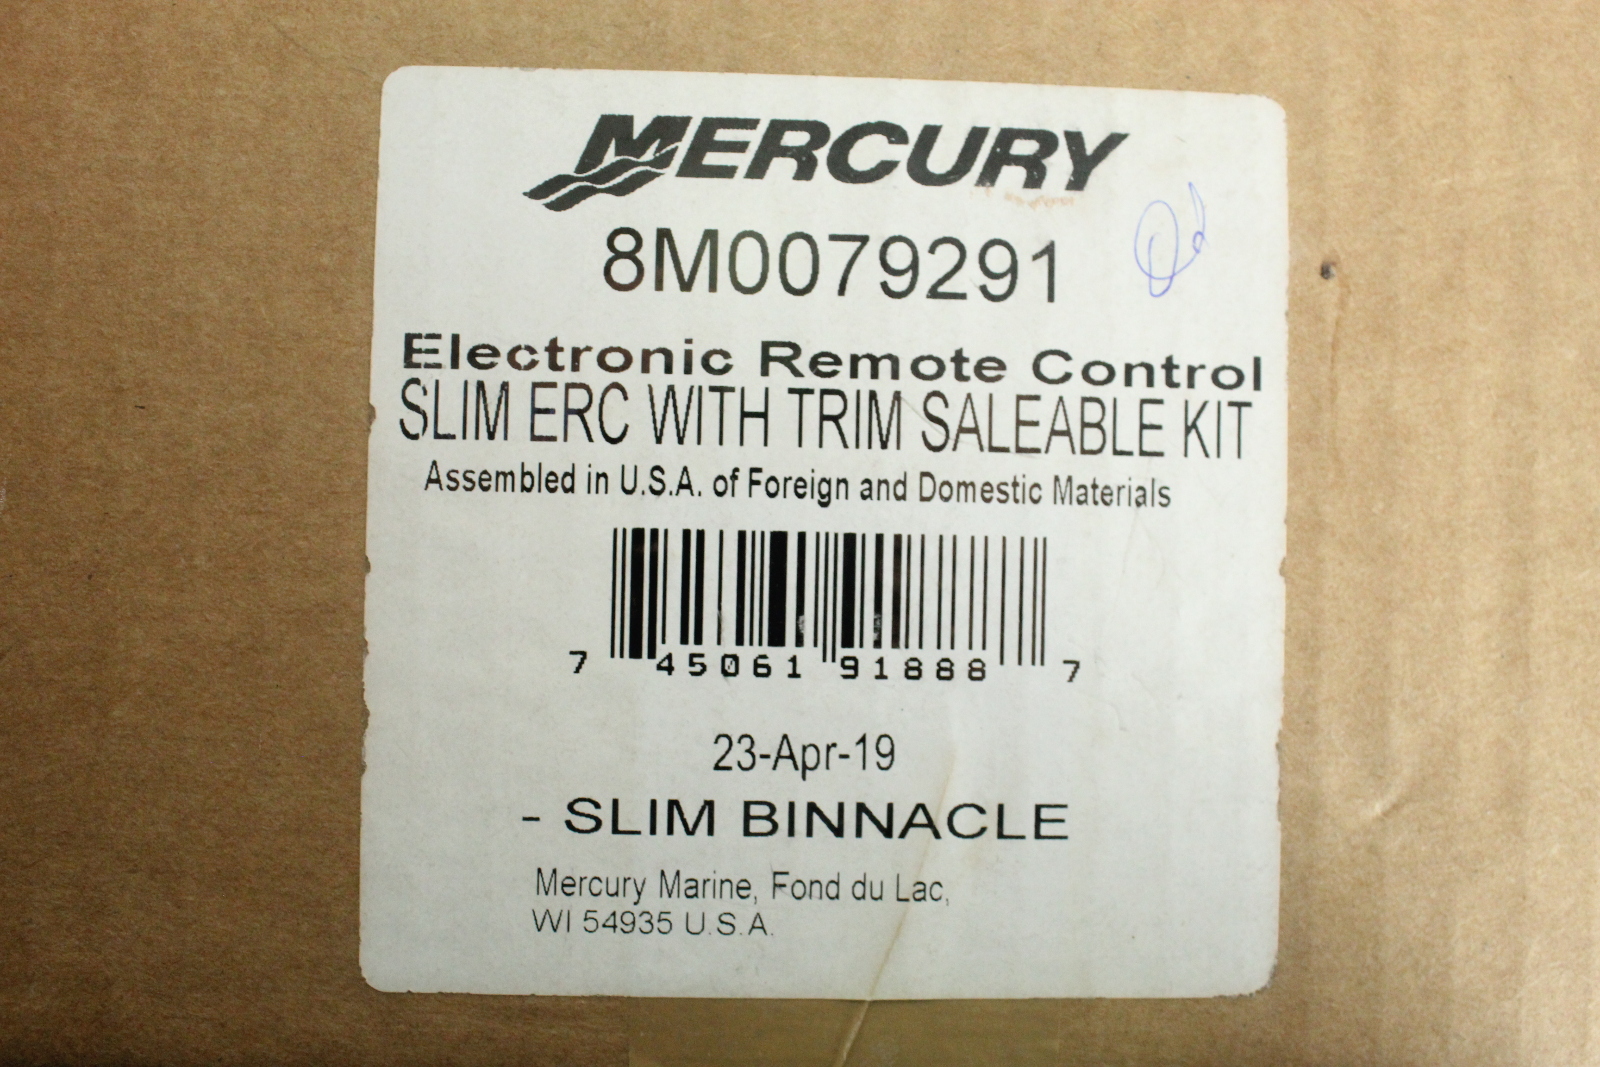 MERCURY
8M0079291
Electronic Remote Control
SLIM ERC WITH TRIM SALEABLE KIT
Assembled in U.S.A. of Foreign and Domestic Materials
7 45061 91888 7
23-Apr-19
- SLIM BINNACLE
Mercury Marine, Fond du Lac,
WI 54935 U.S.A.